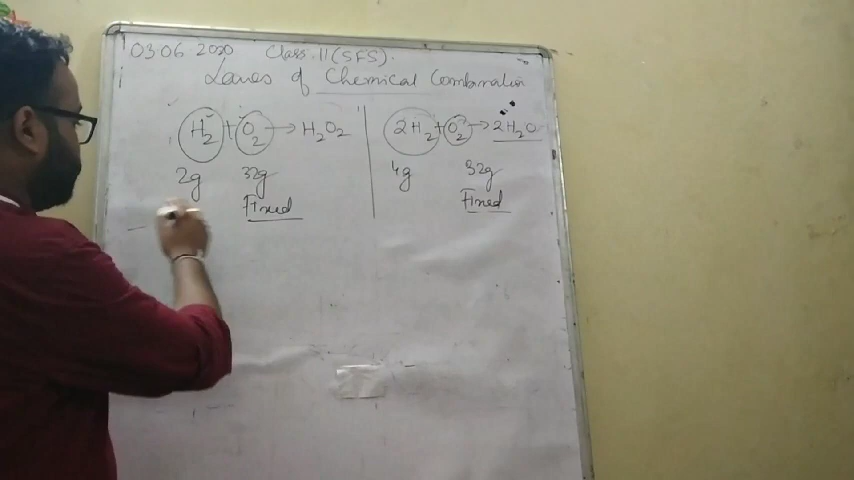 03.06.2020 Class-11(SFS).
Laws of Chemical Combination
H2 + O2 → H2O2
2H2 + O2 → 2H2O
2g 32g
4g 32g
Fixed
Fixed